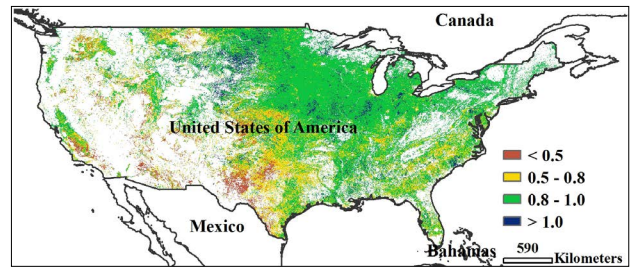 Canada
United States of America
< 0.5
0.5 - 0.8
0.8 - 1.0
> 1.0
Mexico
Bahamas
590
Kilometers